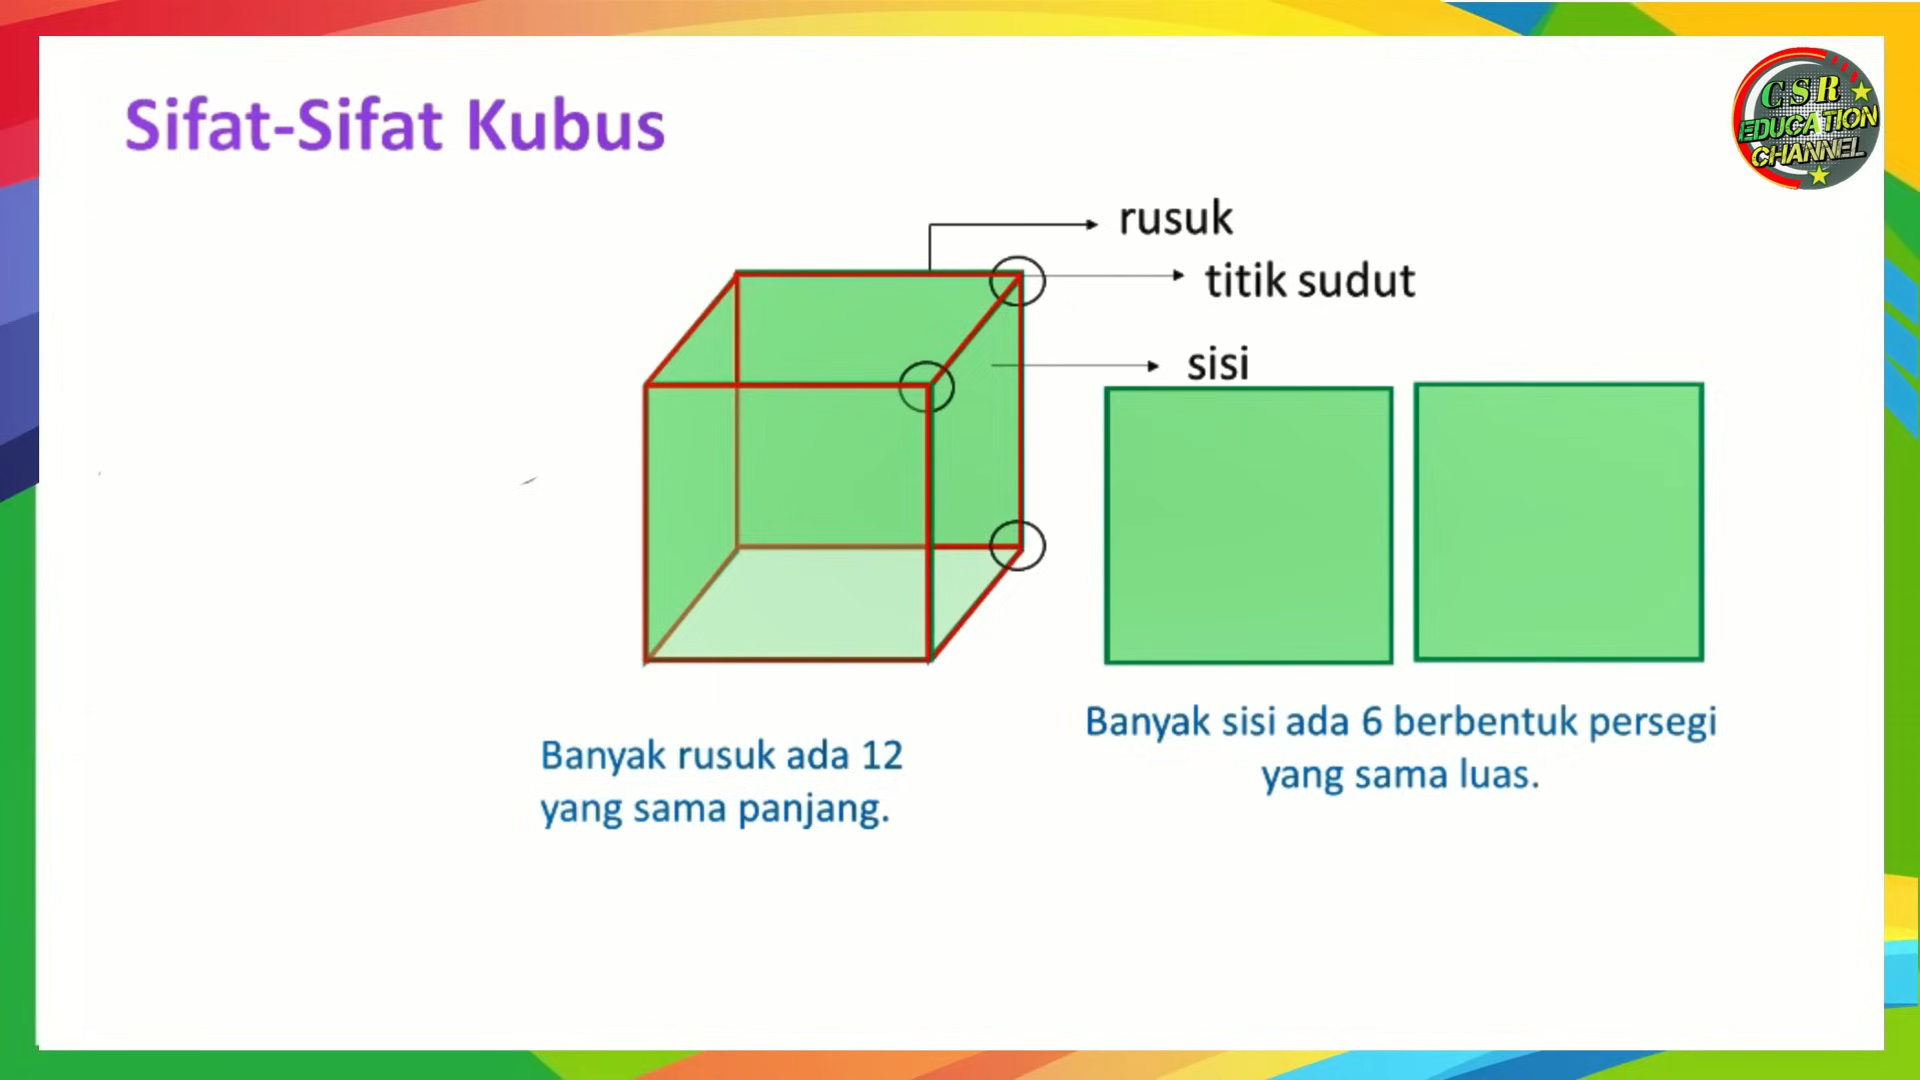 Sifat-Sifat Kubus
CSR
EDUCATION
CHANNEL
rusuk
titik sudut
sisi
Banyak rusuk ada 12
yang sama panjang.
Banyak sisi ada 6 berbentuk persegi
yang sama luas.